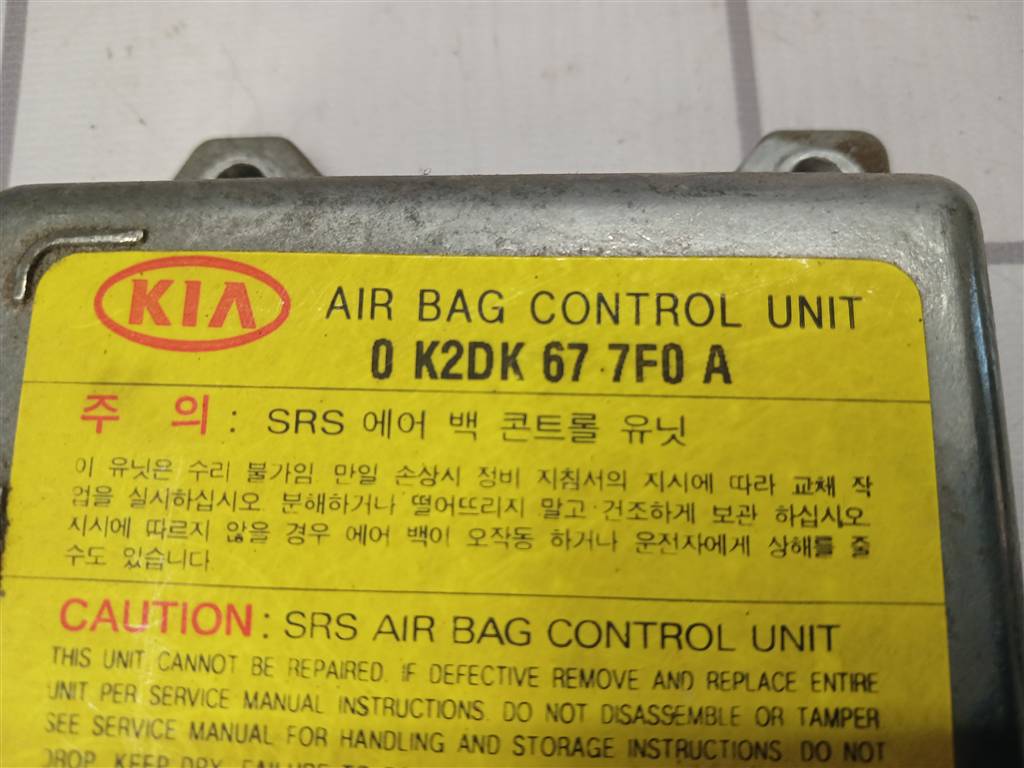 KIA AIR BAG CONTROL UNIT
0 K2DK 67 7F0 A
주 의 : SRS 에어 백 콘트롤 유닛
이 유닛은 수리 불가임 만일 손상시 정비 지침서의 지시에 따라 교채 작
업을 실시하십시오. 분해하거나 떨어뜨리지 말고 건조하게 보관 하십시오.
지시에 따르지 않을 경우 에어 백이 오작동 하거나 운전자에게 상해를 줄
수도 있습니다.
CAUTION : SRS AIR BAG CONTROL UNIT
THIS UNIT CANNOT BE REPAIRED. IF DEFECTIVE REMOVE AND REPLACE ENTIRE
UNIT PER SERVICE MANUAL INSTRUCTIONS. DO NOT DISASSEMBLE OR TAMPER.
SEE SERVICE MANUAL FOR HANDLING AND STORAGE INSTRUCTIONS. DO NOT
DROP. KEEP DRY. FAILURE TO